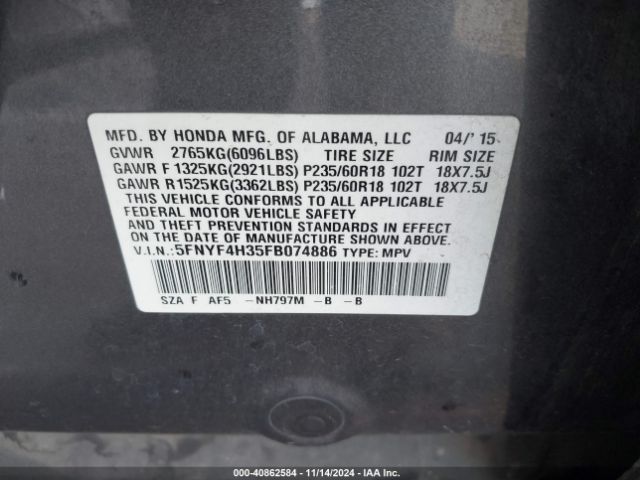 MFD. BY HONDA MFG. OF ALABAMA, LLC 04/'15
GVWR 2765KG(6096LBS) TIRE SIZE RIM SIZE
GAWR F 1325KG(2921LBS) P235/60R18 102T 18X7.5J
GAWR R1525KG(3362LBS) P235/60R18 102T 18X7.5J
THIS VEHICLE CONFORMS TO ALL APPLICABLE
FEDERAL MOTOR VEHICLE SAFETY
AND THEFT PREVENTION STANDARDS IN EFFECT
ON THE DATE OF MANUFACTURE SHOWN ABOVE.
V.I.N.:5FNYF4H35FB074886 TYPE: MPV
SZA F AF5 -NH797M -B -B
000-40862584 - 11/14/2024 - IAA Inc.